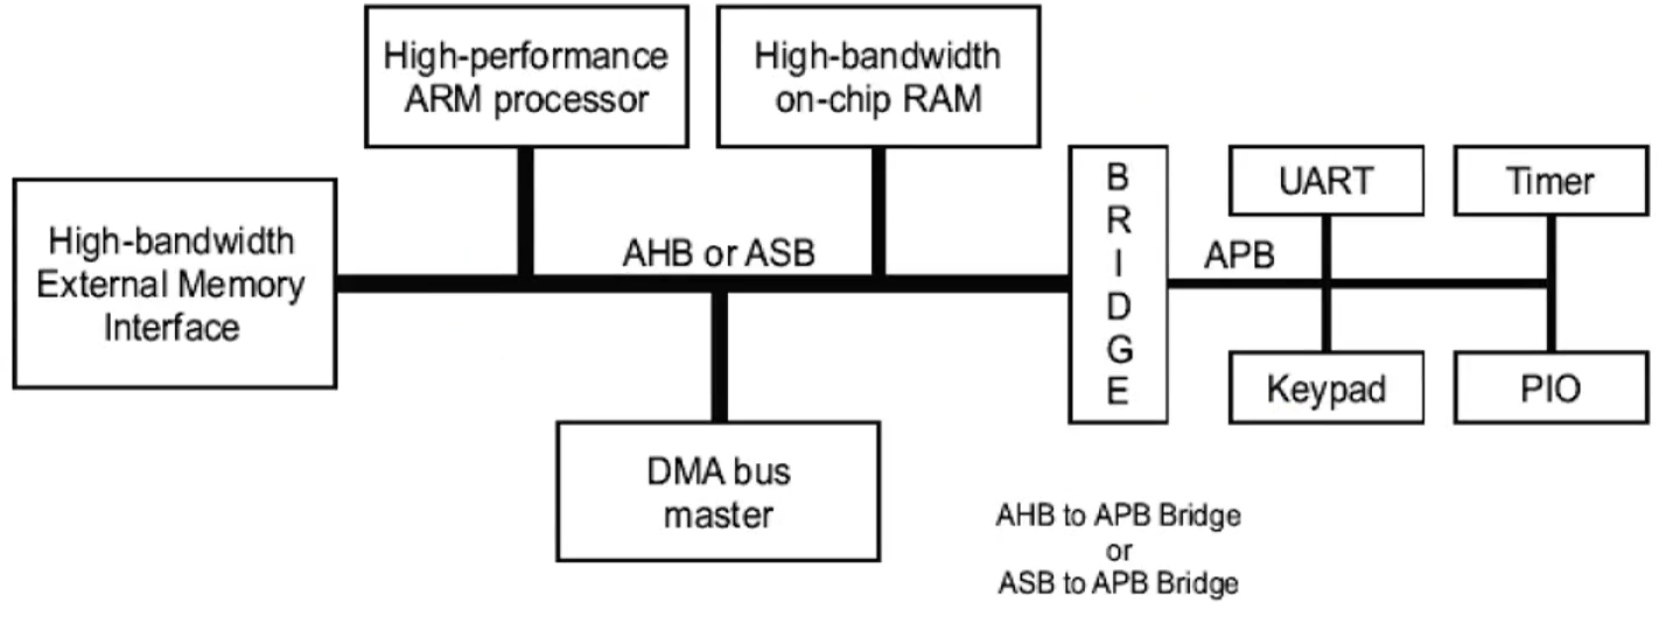 High-performance
ARM processor
High-bandwidth
on-chip RAM
High-bandwidth
External Memory
Interface
AHB or ASB
B
R
I
D
G
E
APB
UART
Timer
Keypad
PIO
DMA bus
master
AHB to APB Bridge
or
ASB to APB Bridge